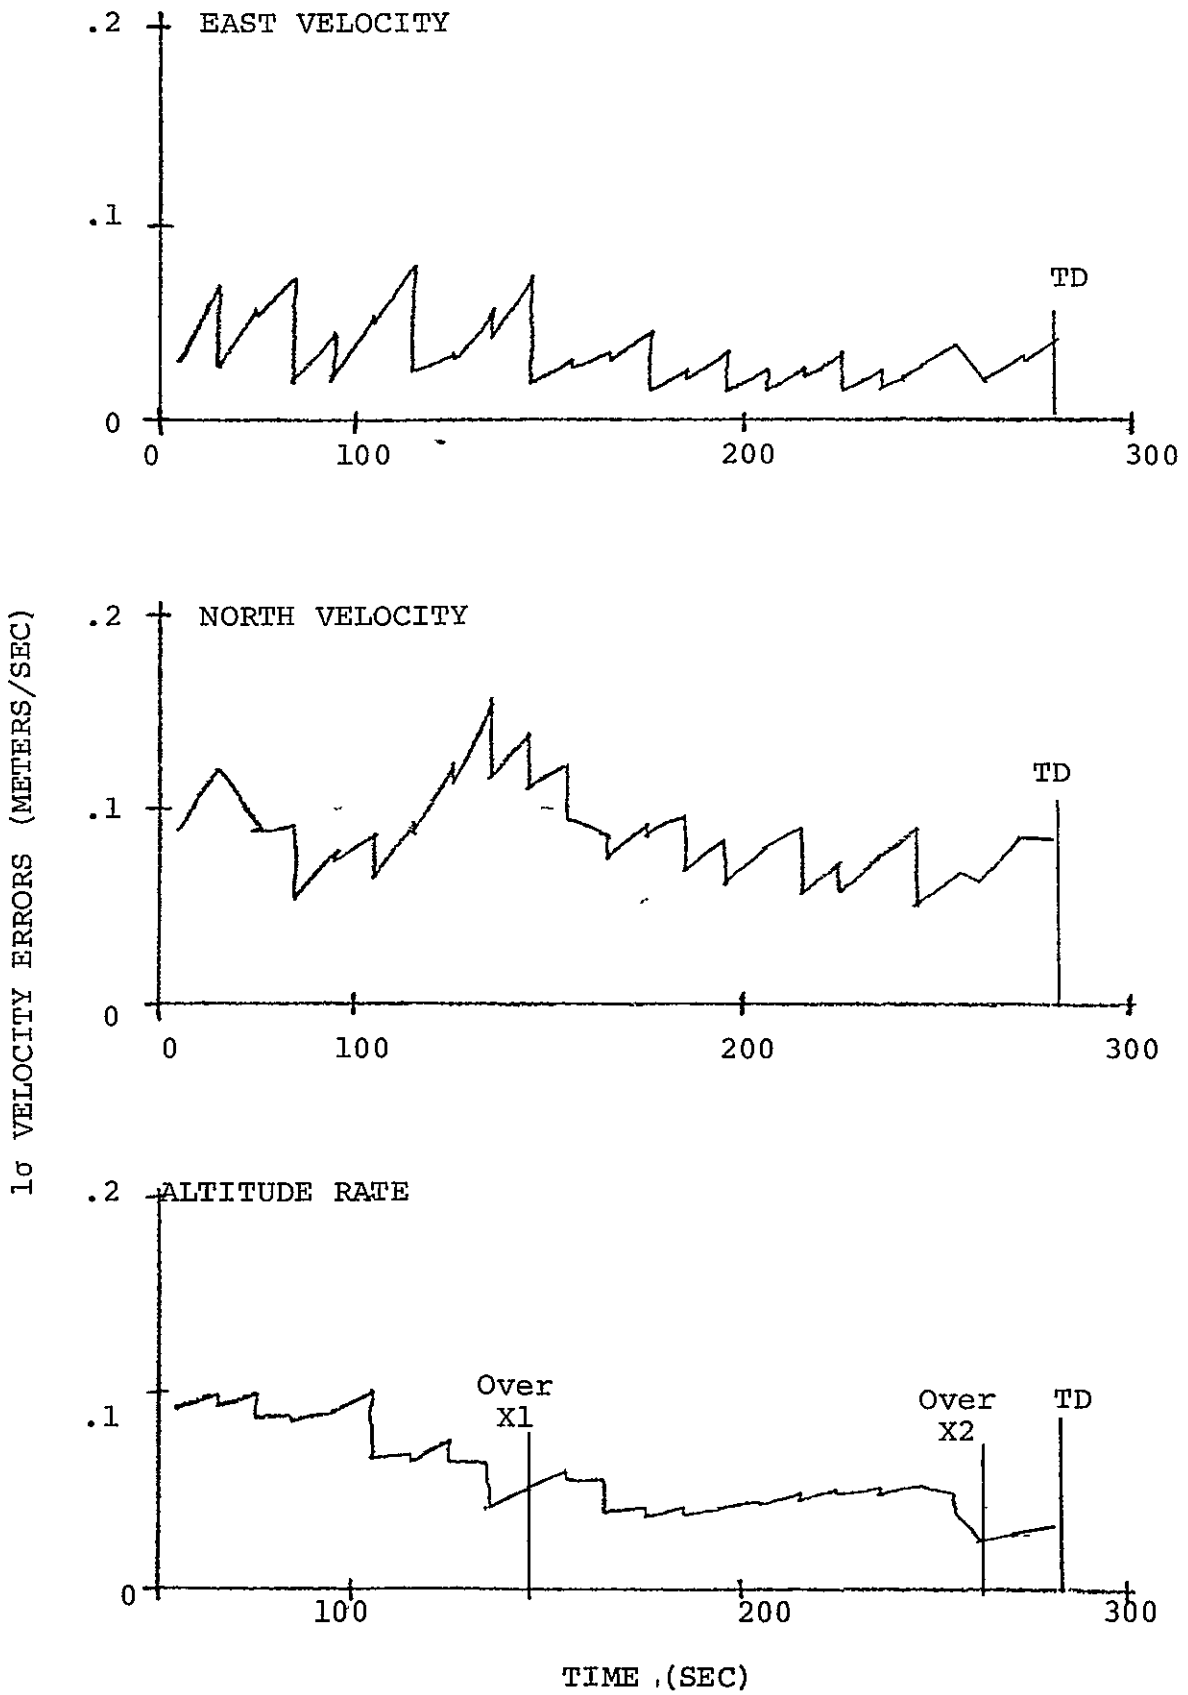 .2 EAST VELOCITY
.1
TD
0
0 100 200 300
1σ VELOCITY ERRORS (METERS/SEC)
.2 NORTH VELOCITY
.1
TD
0
0 100 200 300
.2 ALTITUDE RATE
.1
Over
X1
Over
X2
TD
0
100 200 300
TIME (SEC)